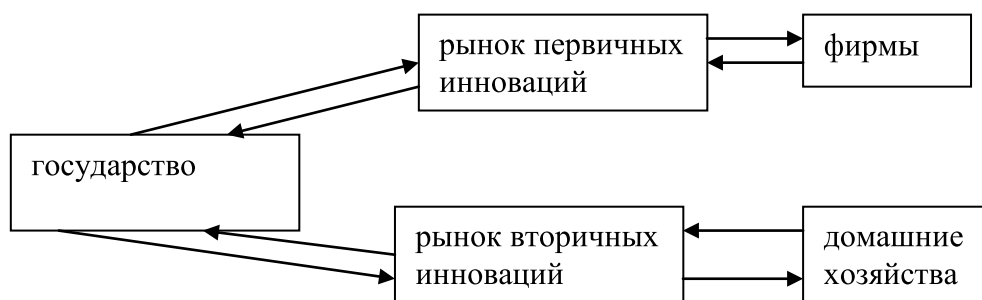 рынок первичных
инноваций
фирмы
государство
рынок вторичных
инноваций
домашние
хозяйства